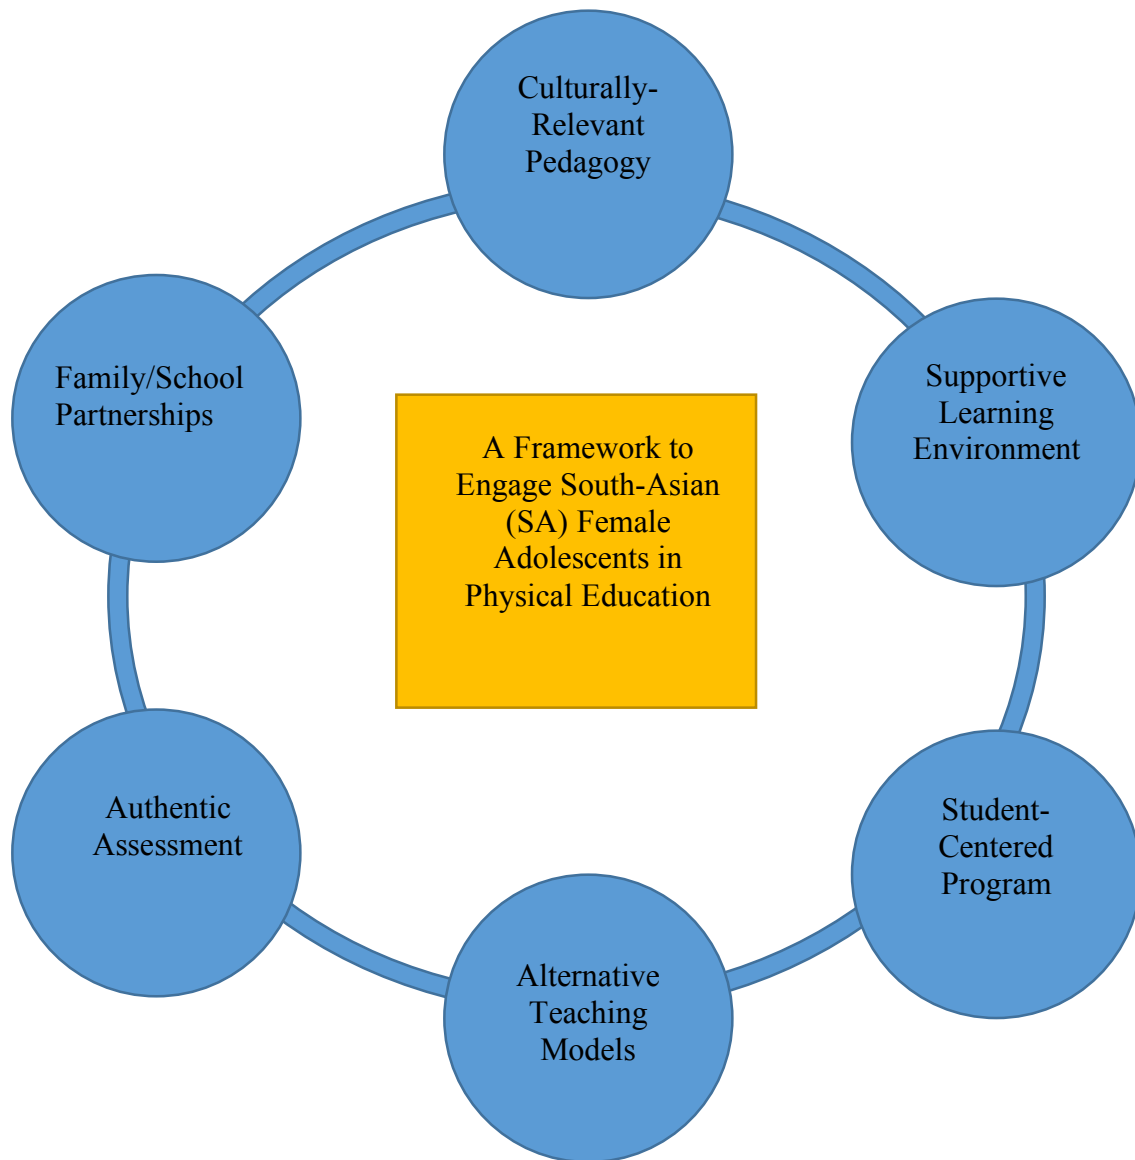 Culturally-
Relevant
Pedagogy
Family/School
Partnerships
Supportive
Learning
Environment
A Framework to
Engage South-Asian
(SA) Female
Adolescents in
Physical Education
Authentic
Assessment
Student-
Centered
Program
Alternative
Teaching
Models